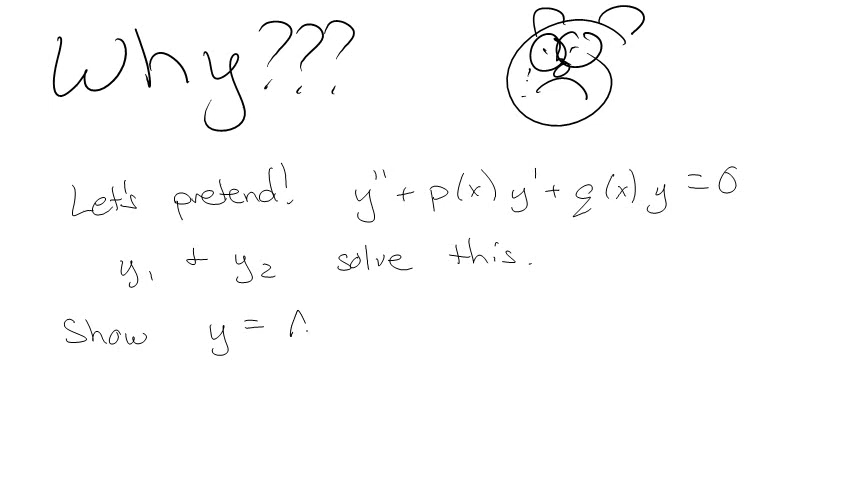 Why???
Let's pretend! y'' + p(x) y' + q(x) y = 0
y₁ + y₂ solve this.
Show y =